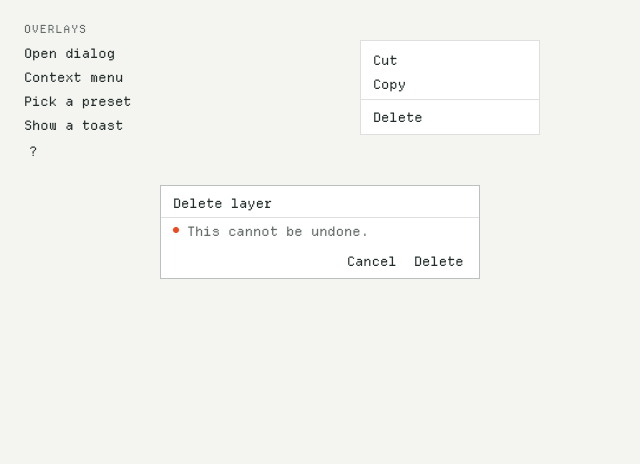 OVERLAYS
Open dialog
Context menu
Pick a preset
Show a toast
?
Cut
Copy
Delete
Delete layer
This cannot be undone.
Cancel Delete